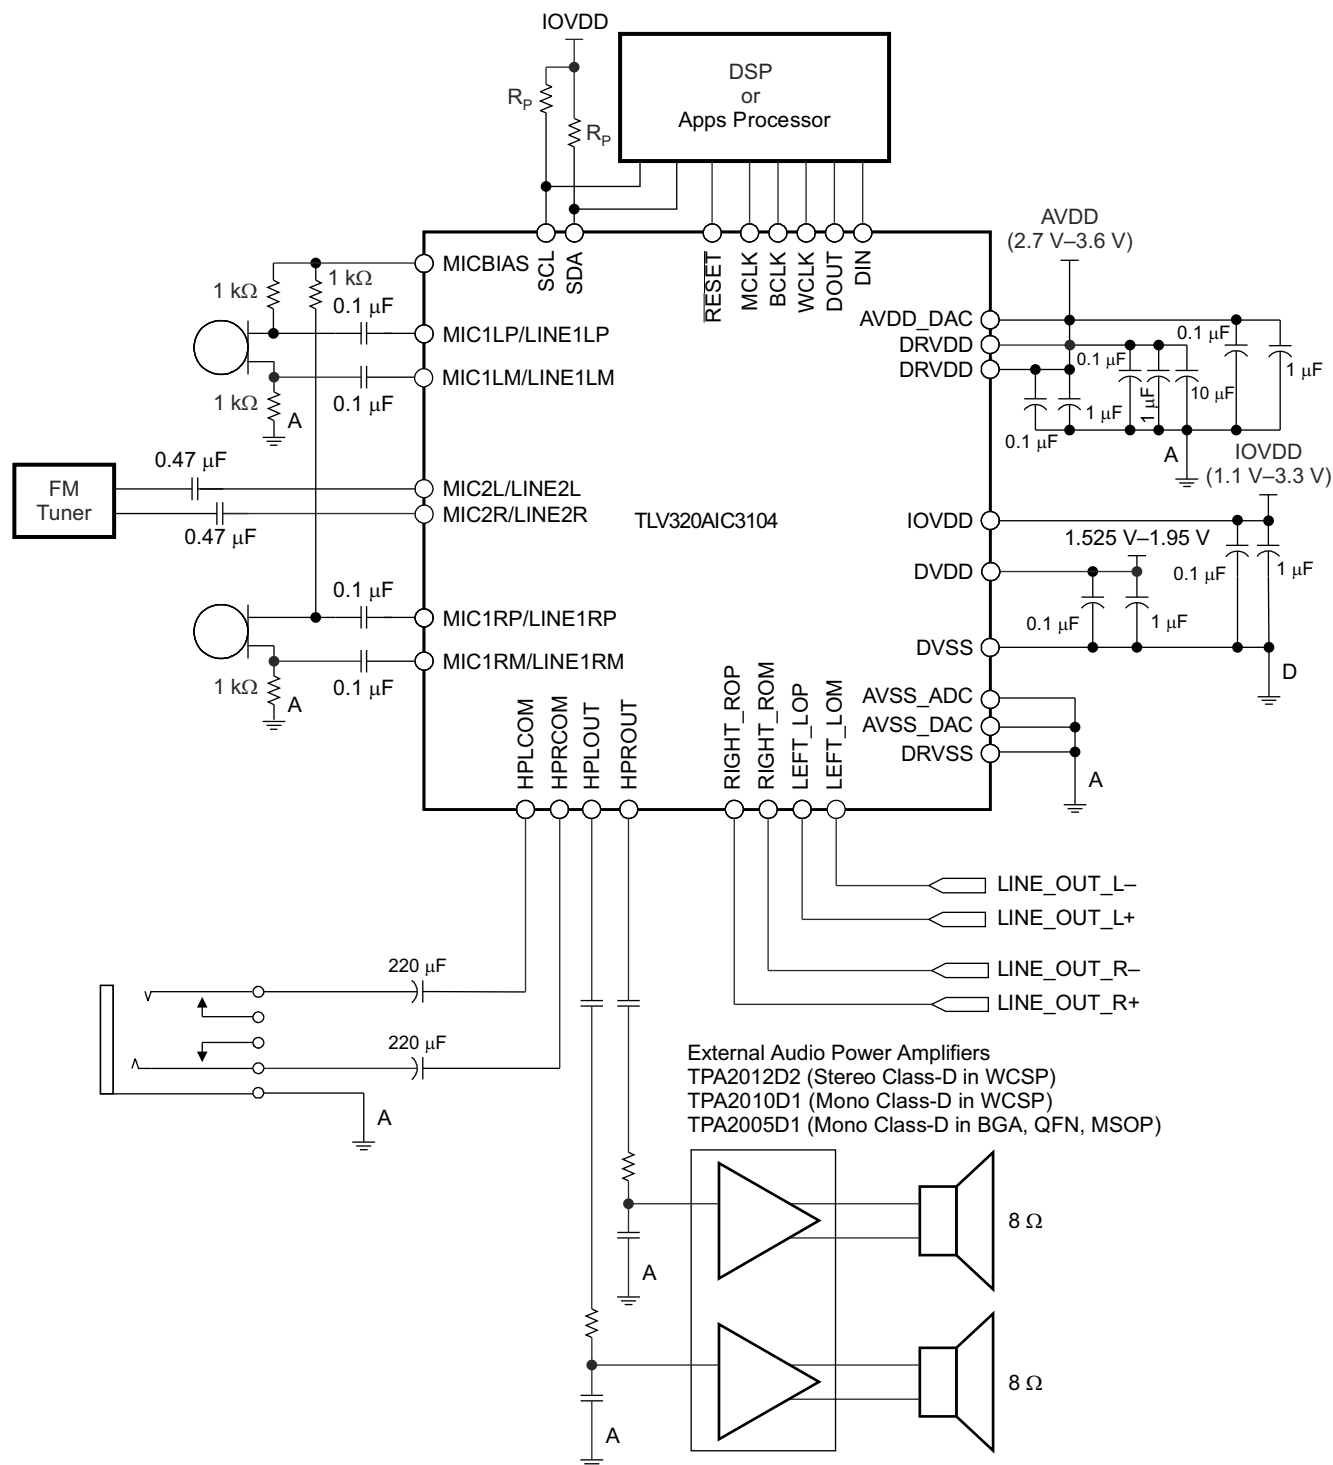 IOVDD
DSP
or
Apps Processor
R_P
R_P
AVDD
(2.7 V–3.6 V)
SCL
SDA
RESET
MCLK
BCLK
WCLK
DOUT
DIN
MICBIAS
1 kΩ
1 kΩ
0.1 μF
MIC1LP/LINE1LP
MIC1LM/LINE1LM
1 kΩ
A
0.1 μF
AVDD_DAC
DRVDD
DRVDD
0.1 μF
0.1 μF
1 μF
10 μF
1 μF
1 μF
0.1 μF
A
IOVDD
(1.1 V–3.3 V)
FM
Tuner
0.47 μF
0.47 μF
MIC2L/LINE2L
MIC2R/LINE2R
TLV320AIC3104
IOVDD
1.525 V–1.95 V
DVDD
0.1 μF
1 μF
0.1 μF
1 μF
DVSS
D
0.1 μF
MIC1RP/LINE1RP
MIC1RM/LINE1RM
1 kΩ
A
0.1 μF
AVSS_ADC
AVSS_DAC
DRVSS
A
HPLCOM
HPRCOM
HPLOUT
HPROUT
RIGHT_ROP
RIGHT_ROM
LEFT_LOP
LEFT_LOM
LINE_OUT_L–
LINE_OUT_L+
LINE_OUT_R–
LINE_OUT_R+
220 μF
220 μF
A
External Audio Power Amplifiers
TPA2012D2 (Stereo Class-D in WCSP)
TPA2010D1 (Mono Class-D in WCSP)
TPA2005D1 (Mono Class-D in BGA, QFN, MSOP)
8 Ω
A
8 Ω
A